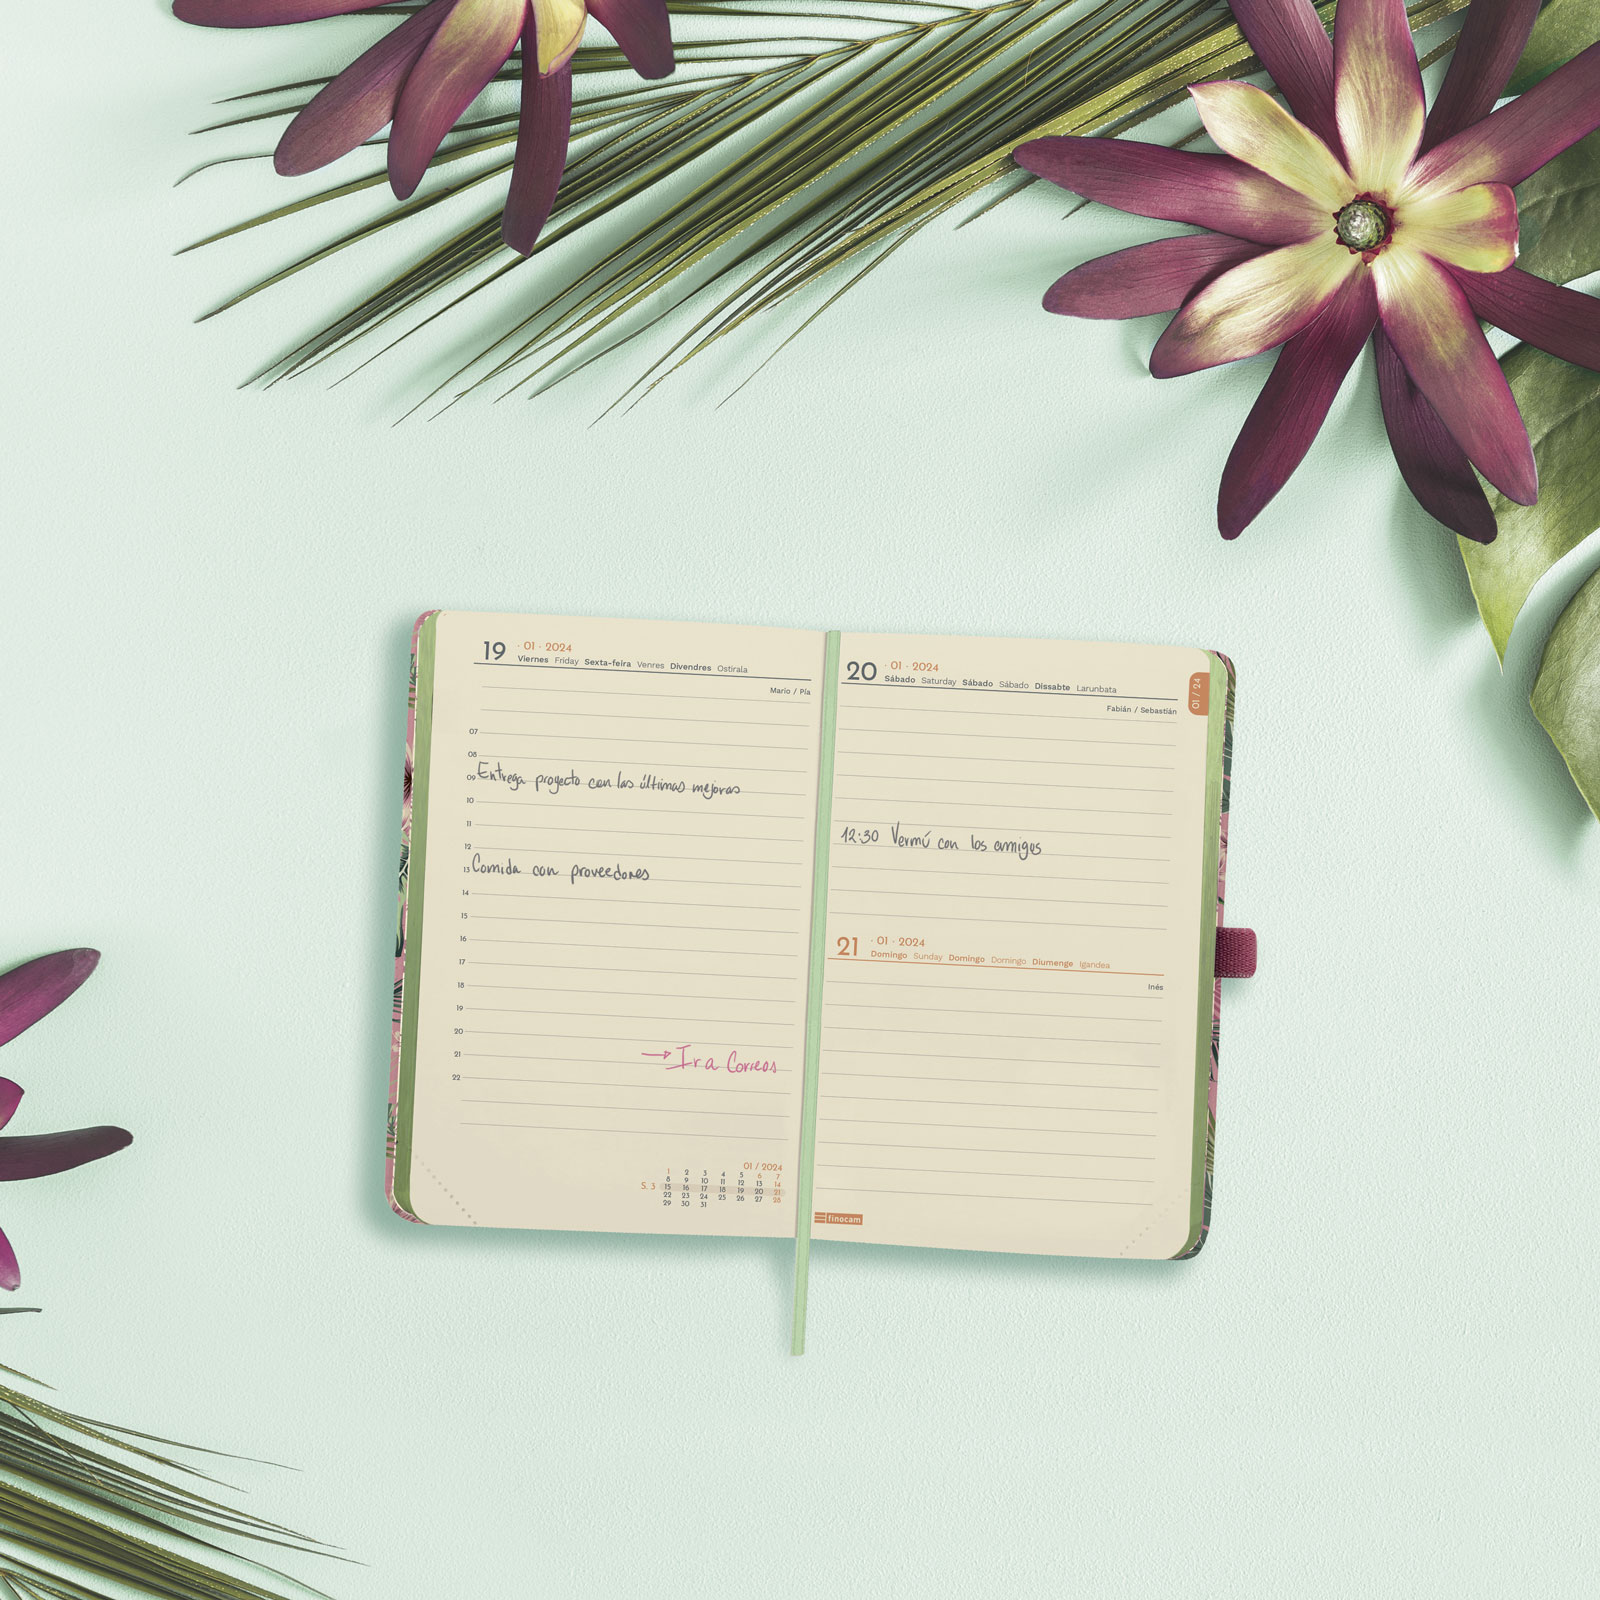 19 · 01 · 2024
Viernes Friday Sexta-feira Venres Divendres Ostirala
Mario / Pía
07
08
09 Entrega proyecto con las últimas mejoras
10
11
12
13 Comida con proveedores
14
15
16
17
18
19
20
21 → Ir a Correos
22
01 / 2024
1 2 3 4 5 6 7
8 9 10 11 12 13 14
S. 3 15 16 17 18 19 20 21
22 23 24 25 26 27 28
29 30 31
20 · 01 · 2024
Sábado Saturday Sábado Sábado Dissabte Larunbata
Fabián / Sebastián
01 / 24
12:30 Vermú con los amigos
21 · 01 · 2024
Domingo Sunday Domingo Domingo Diumenge Igandea
Inés
finocam